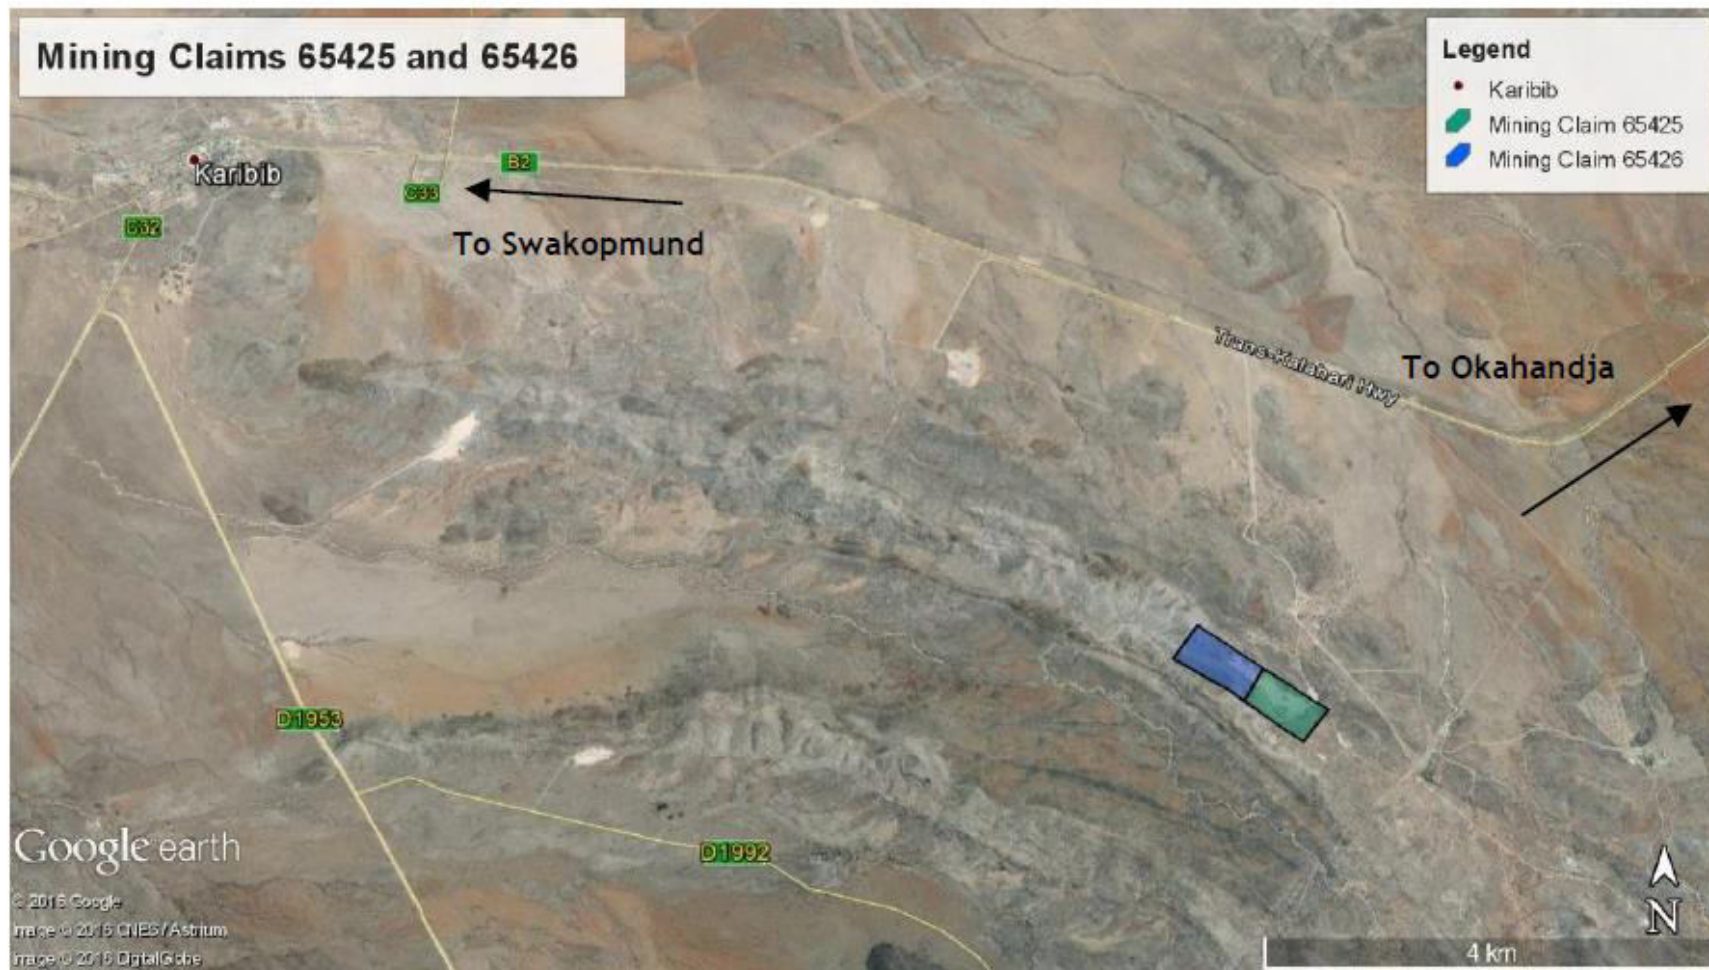 Mining Claims 65425 and 65426
Legend
Karibib
Mining Claim 65425
Mining Claim 65426
Karibib
B2
C33
C32
To Swakopmund
Trans-Kalahari Hwy
To Okahandja
D1953
D1992
Google earth
© 2016 Google
Image © 2016 CNES / Astrium
Image © 2016 DigitalGlobe
N
4 km